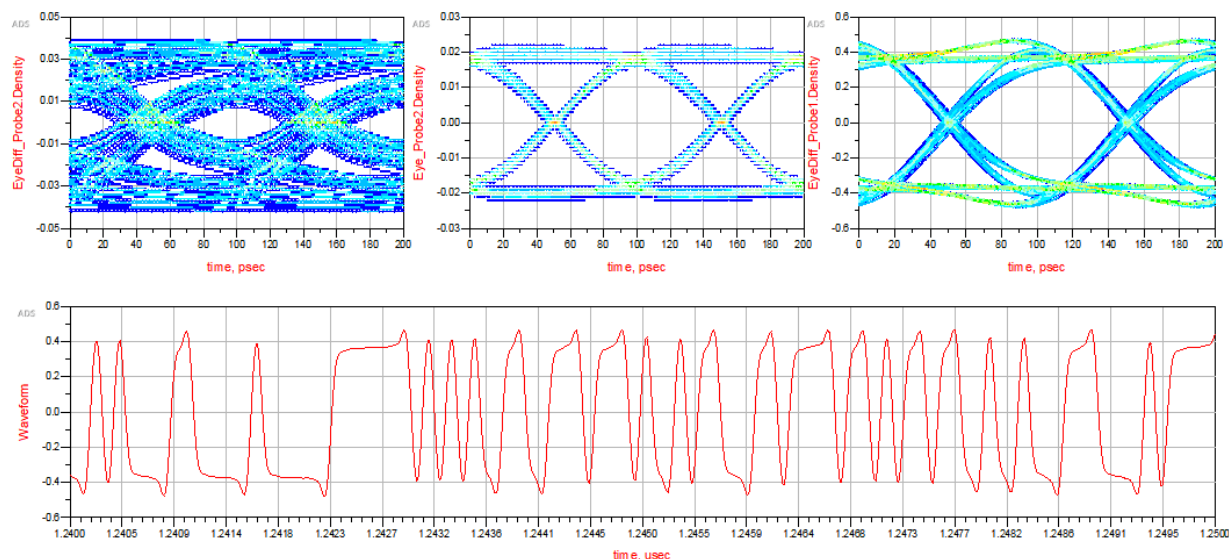 ADS
EyeDiff_Probe2.Density
0.05
0.03
0.01
-0.01
-0.03
-0.05
0 20 40 60 80 100 120 140 160 180 200
time, psec
ADS
Eye_Probe2.Density
0.03
0.02
0.01
0.00
-0.01
-0.02
-0.03
0 20 40 60 80 100 120 140 160 180 200
time, psec
ADS
EyeDiff_Probe1.Density
0.6
0.4
0.2
0.0
-0.2
-0.4
-0.6
0 20 40 60 80 100 120 140 160 180 200
time, psec
ADS
Waveform
0.6
0.4
0.2
0.0
-0.2
-0.4
-0.6
1.2400 1.2405 1.2409 1.2414 1.2418 1.2423 1.2427 1.2432 1.2436 1.2441 1.2445 1.2450 1.2455 1.2459 1.2464 1.2468 1.2473 1.2477 1.2482 1.2486 1.2491 1.2495 1.2500
time, usec